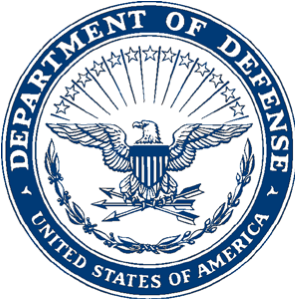 DEPARTMENT OF DEFENSE
UNITED STATES OF AMERICA